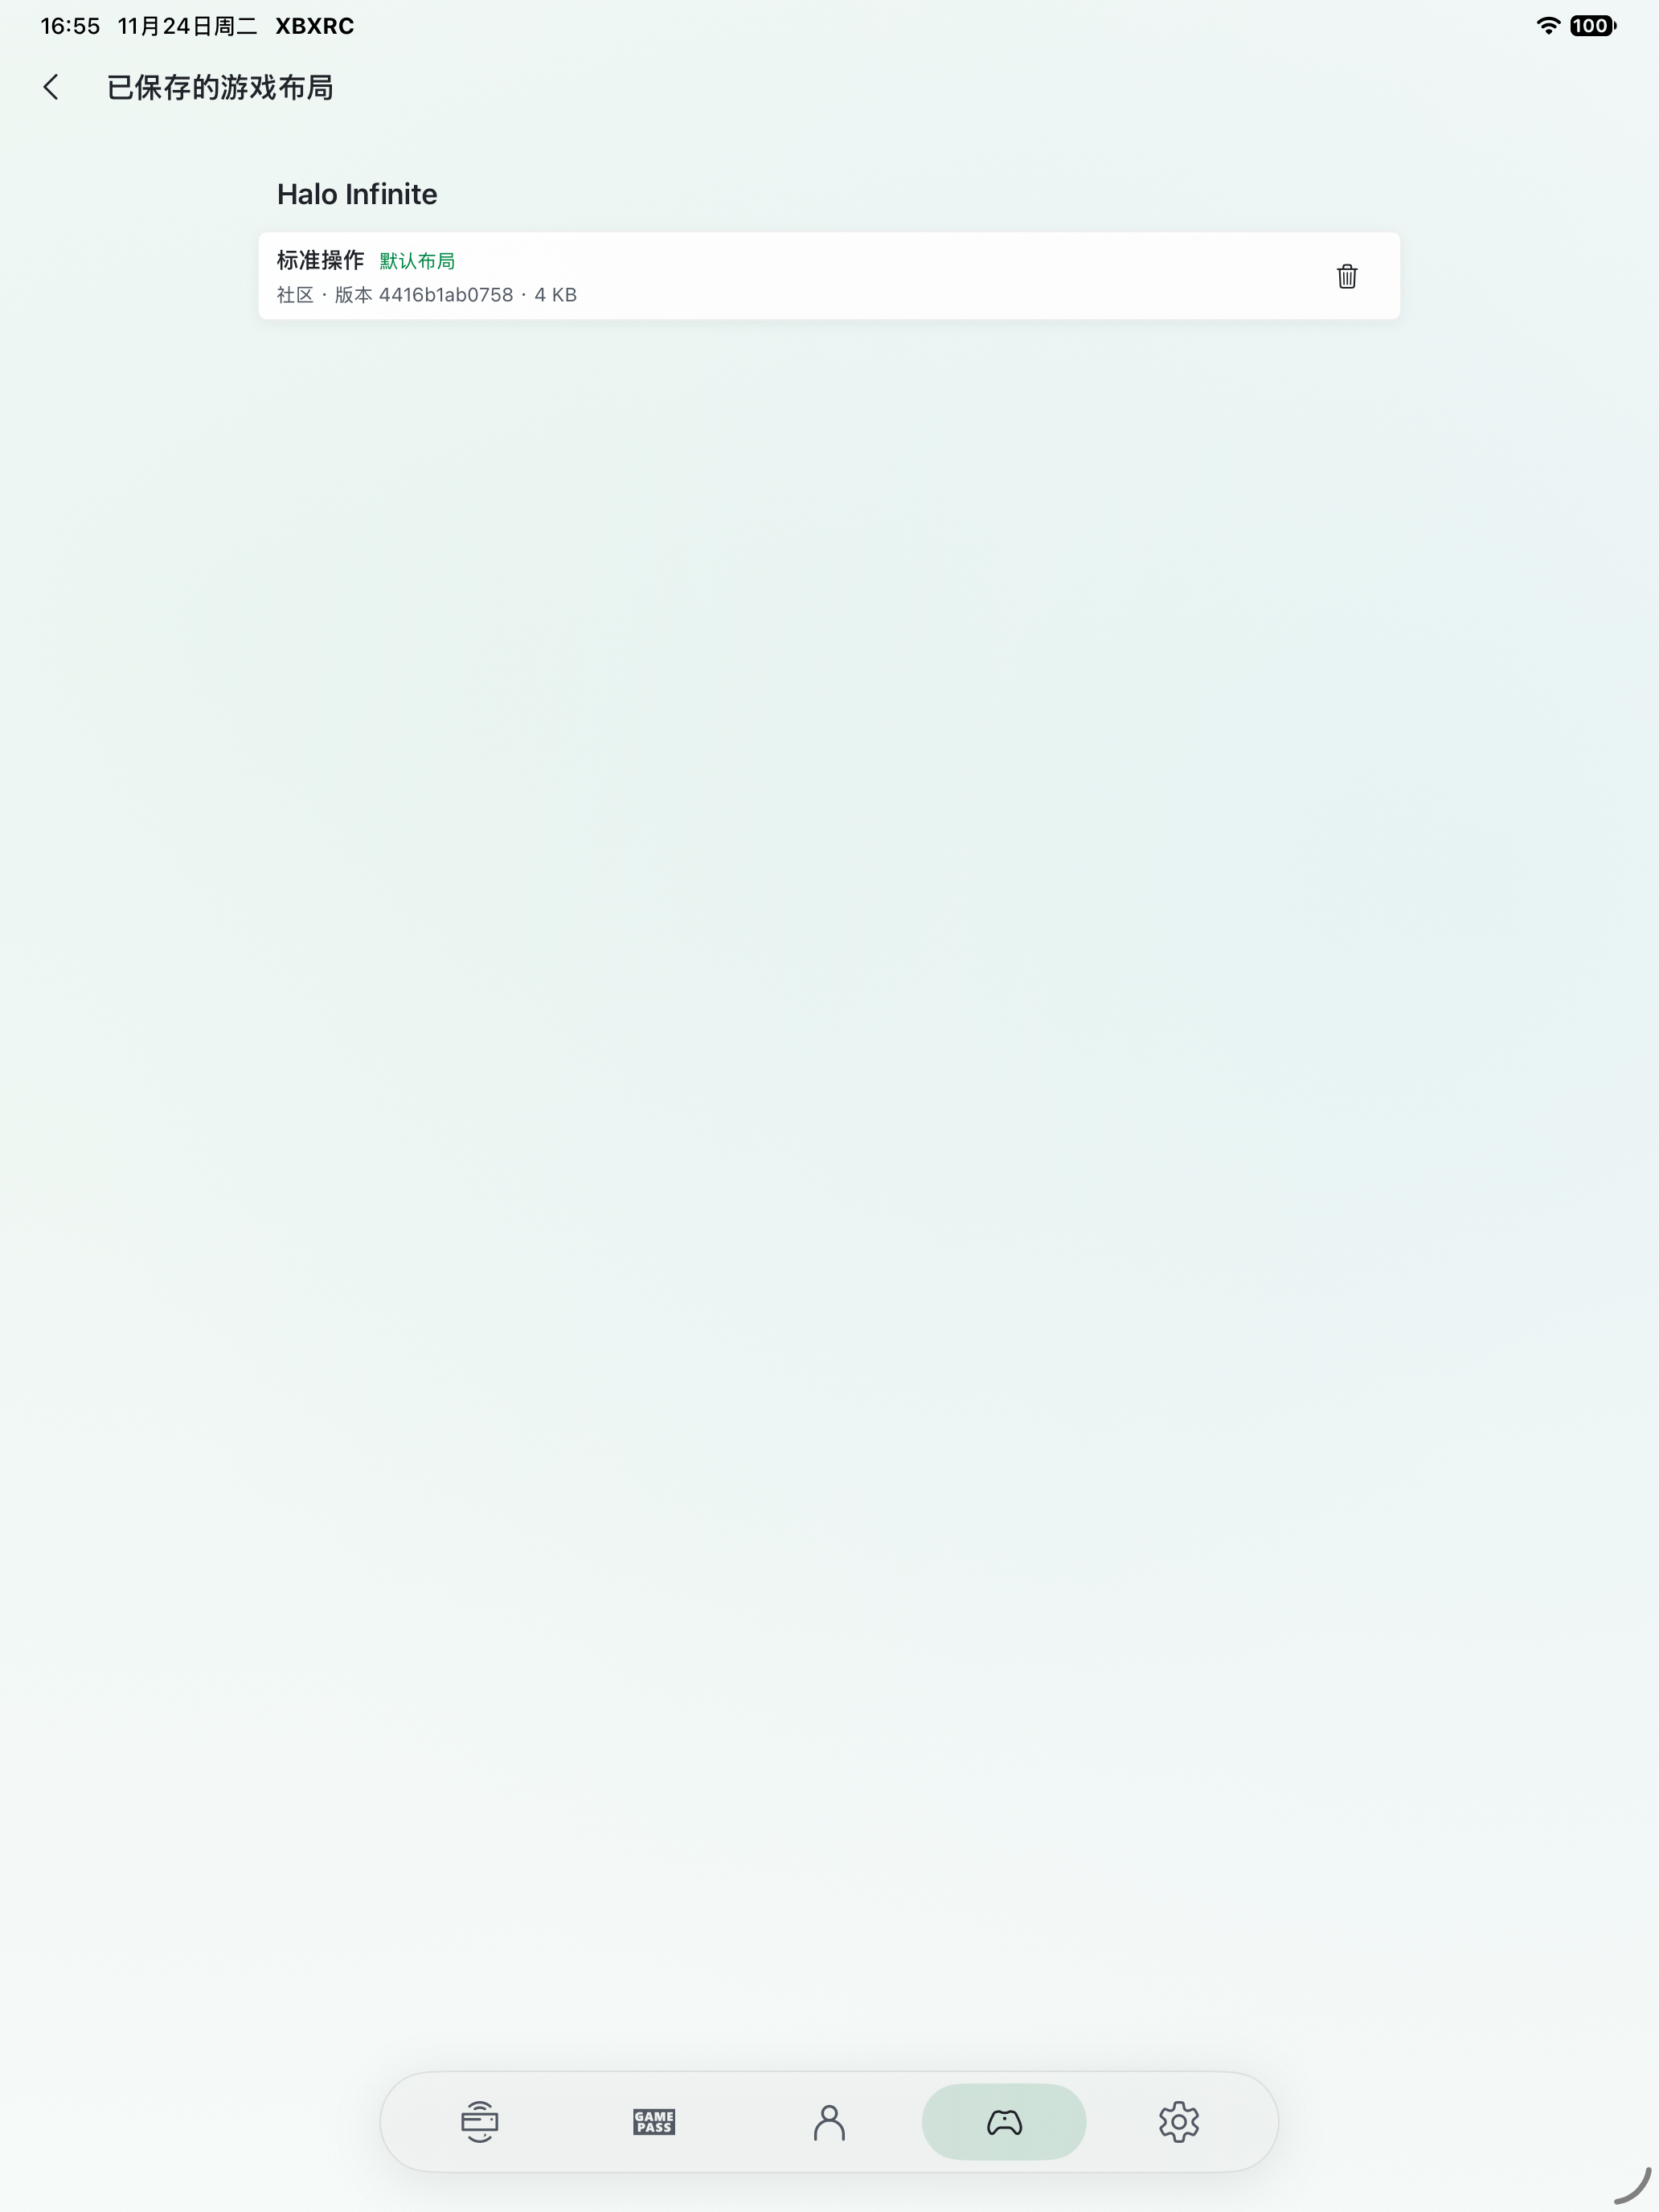 16:55 11月24日周二 XBXRC 100
已保存的游戏布局
Halo Infinite
标准操作 默认布局
社区 · 版本 4416b1ab0758 · 4 KB
GAME
PASS